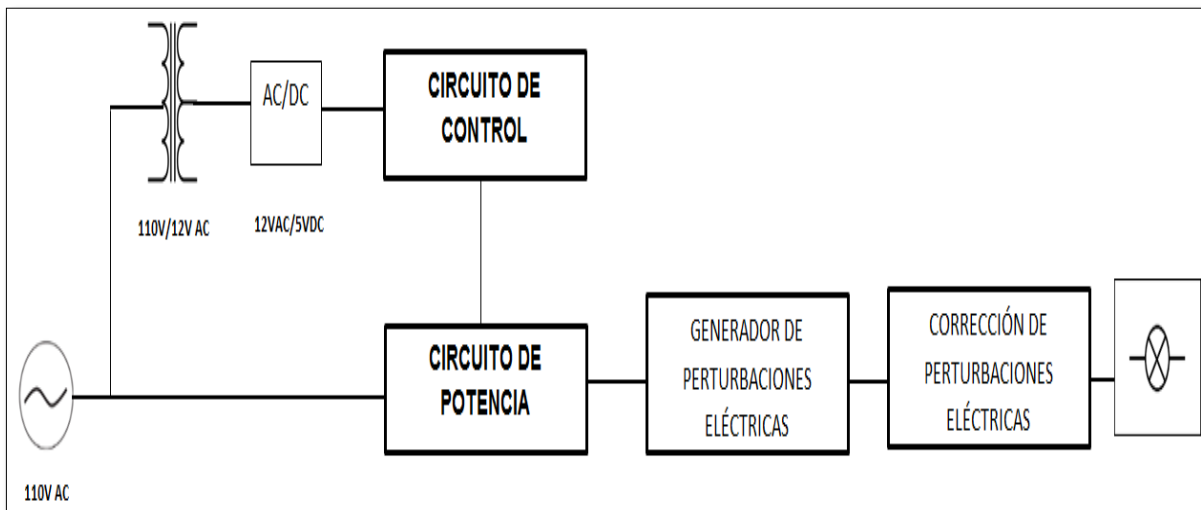 AC/DC
CIRCUITO DE
CONTROL
110V/12V AC
12VAC/5VDC
CIRCUITO DE
POTENCIA
GENERADOR DE
PERTURBACIONES
ELÉCTRICAS
CORRECCIÓN DE
PERTURBACIONES
ELÉCTRICAS
110V AC